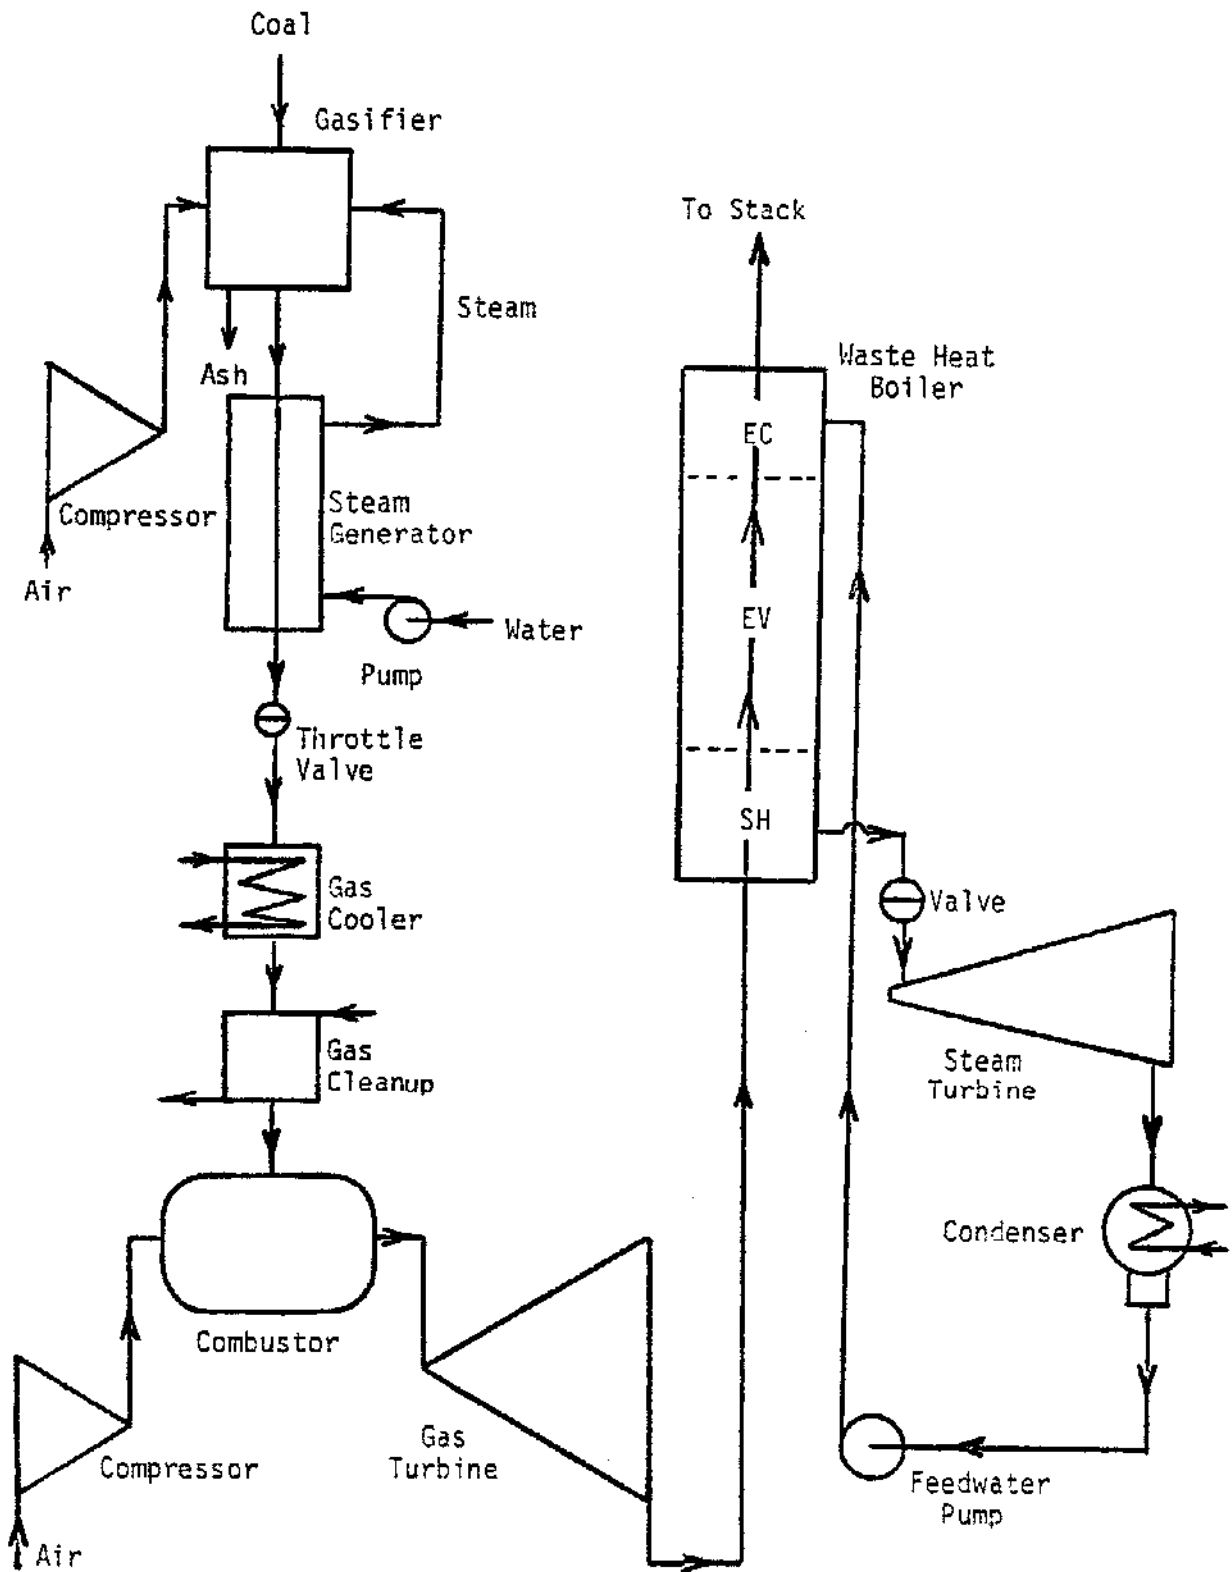 Coal
Gasifier
Steam
Ash
Compressor
Air
Steam
Generator
Water
Pump
Throttle
Valve
Gas
Cooler
Gas
Cleanup
Combustor
Compressor
Air
Gas
Turbine
To Stack
Waste Heat
Boiler
EC
EV
SH
Valve
Steam
Turbine
Condenser
Feedwater
Pump